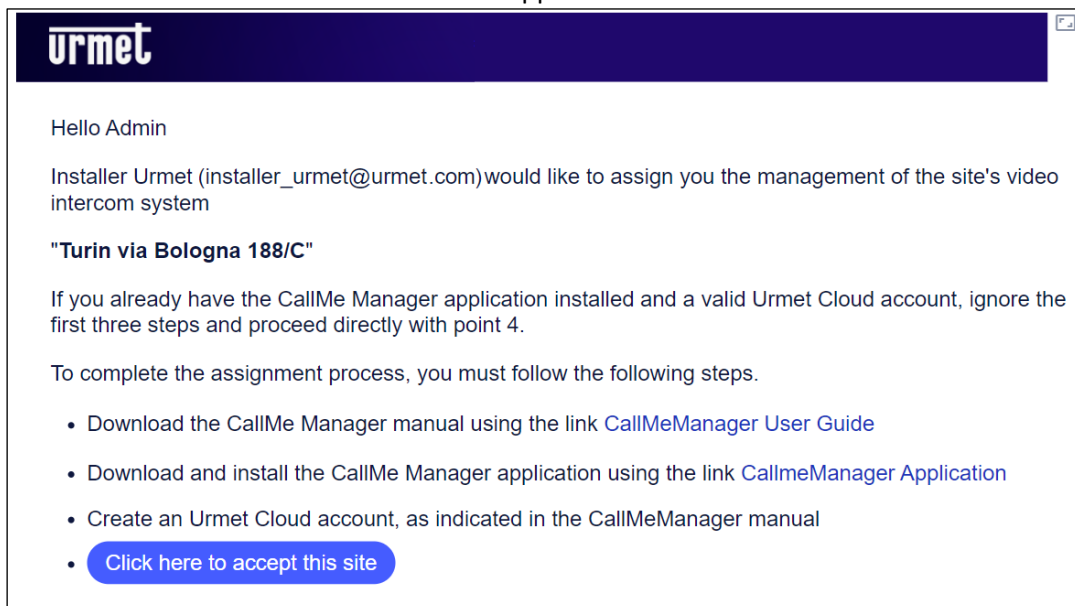 urmet
Hello Admin
Installer Urmet (installer_urmet@urmet.com)would like to assign you the management of the site's video
intercom system
"Turin via Bologna 188/C"
If you already have the CallMe Manager application installed and a valid Urmet Cloud account, ignore the
first three steps and proceed directly with point 4.
To complete the assignment process, you must follow the following steps.
• Download the CallMe Manager manual using the link CallMeManager User Guide
• Download and install the CallMe Manager application using the link CallmeManager Application
• Create an Urmet Cloud account, as indicated in the CallMeManager manual
• Click here to accept this site